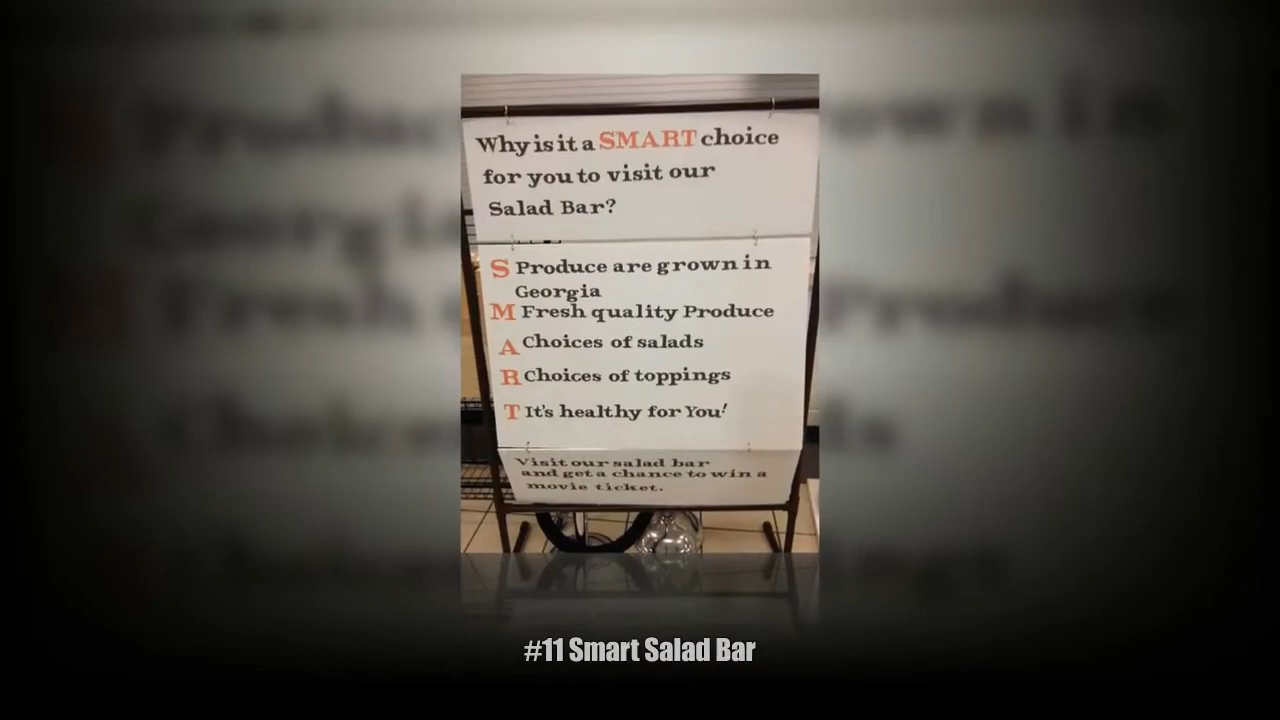 Why is it a SMART choice
for you to visit our
Salad Bar?
S Produce are grown in
Georgia
M Fresh quality Produce
A Choices of salads
R Choices of toppings
T It's healthy for You!
Visit our salad bar
and get a chance to win a
movie ticket.
#11 Smart Salad Bar